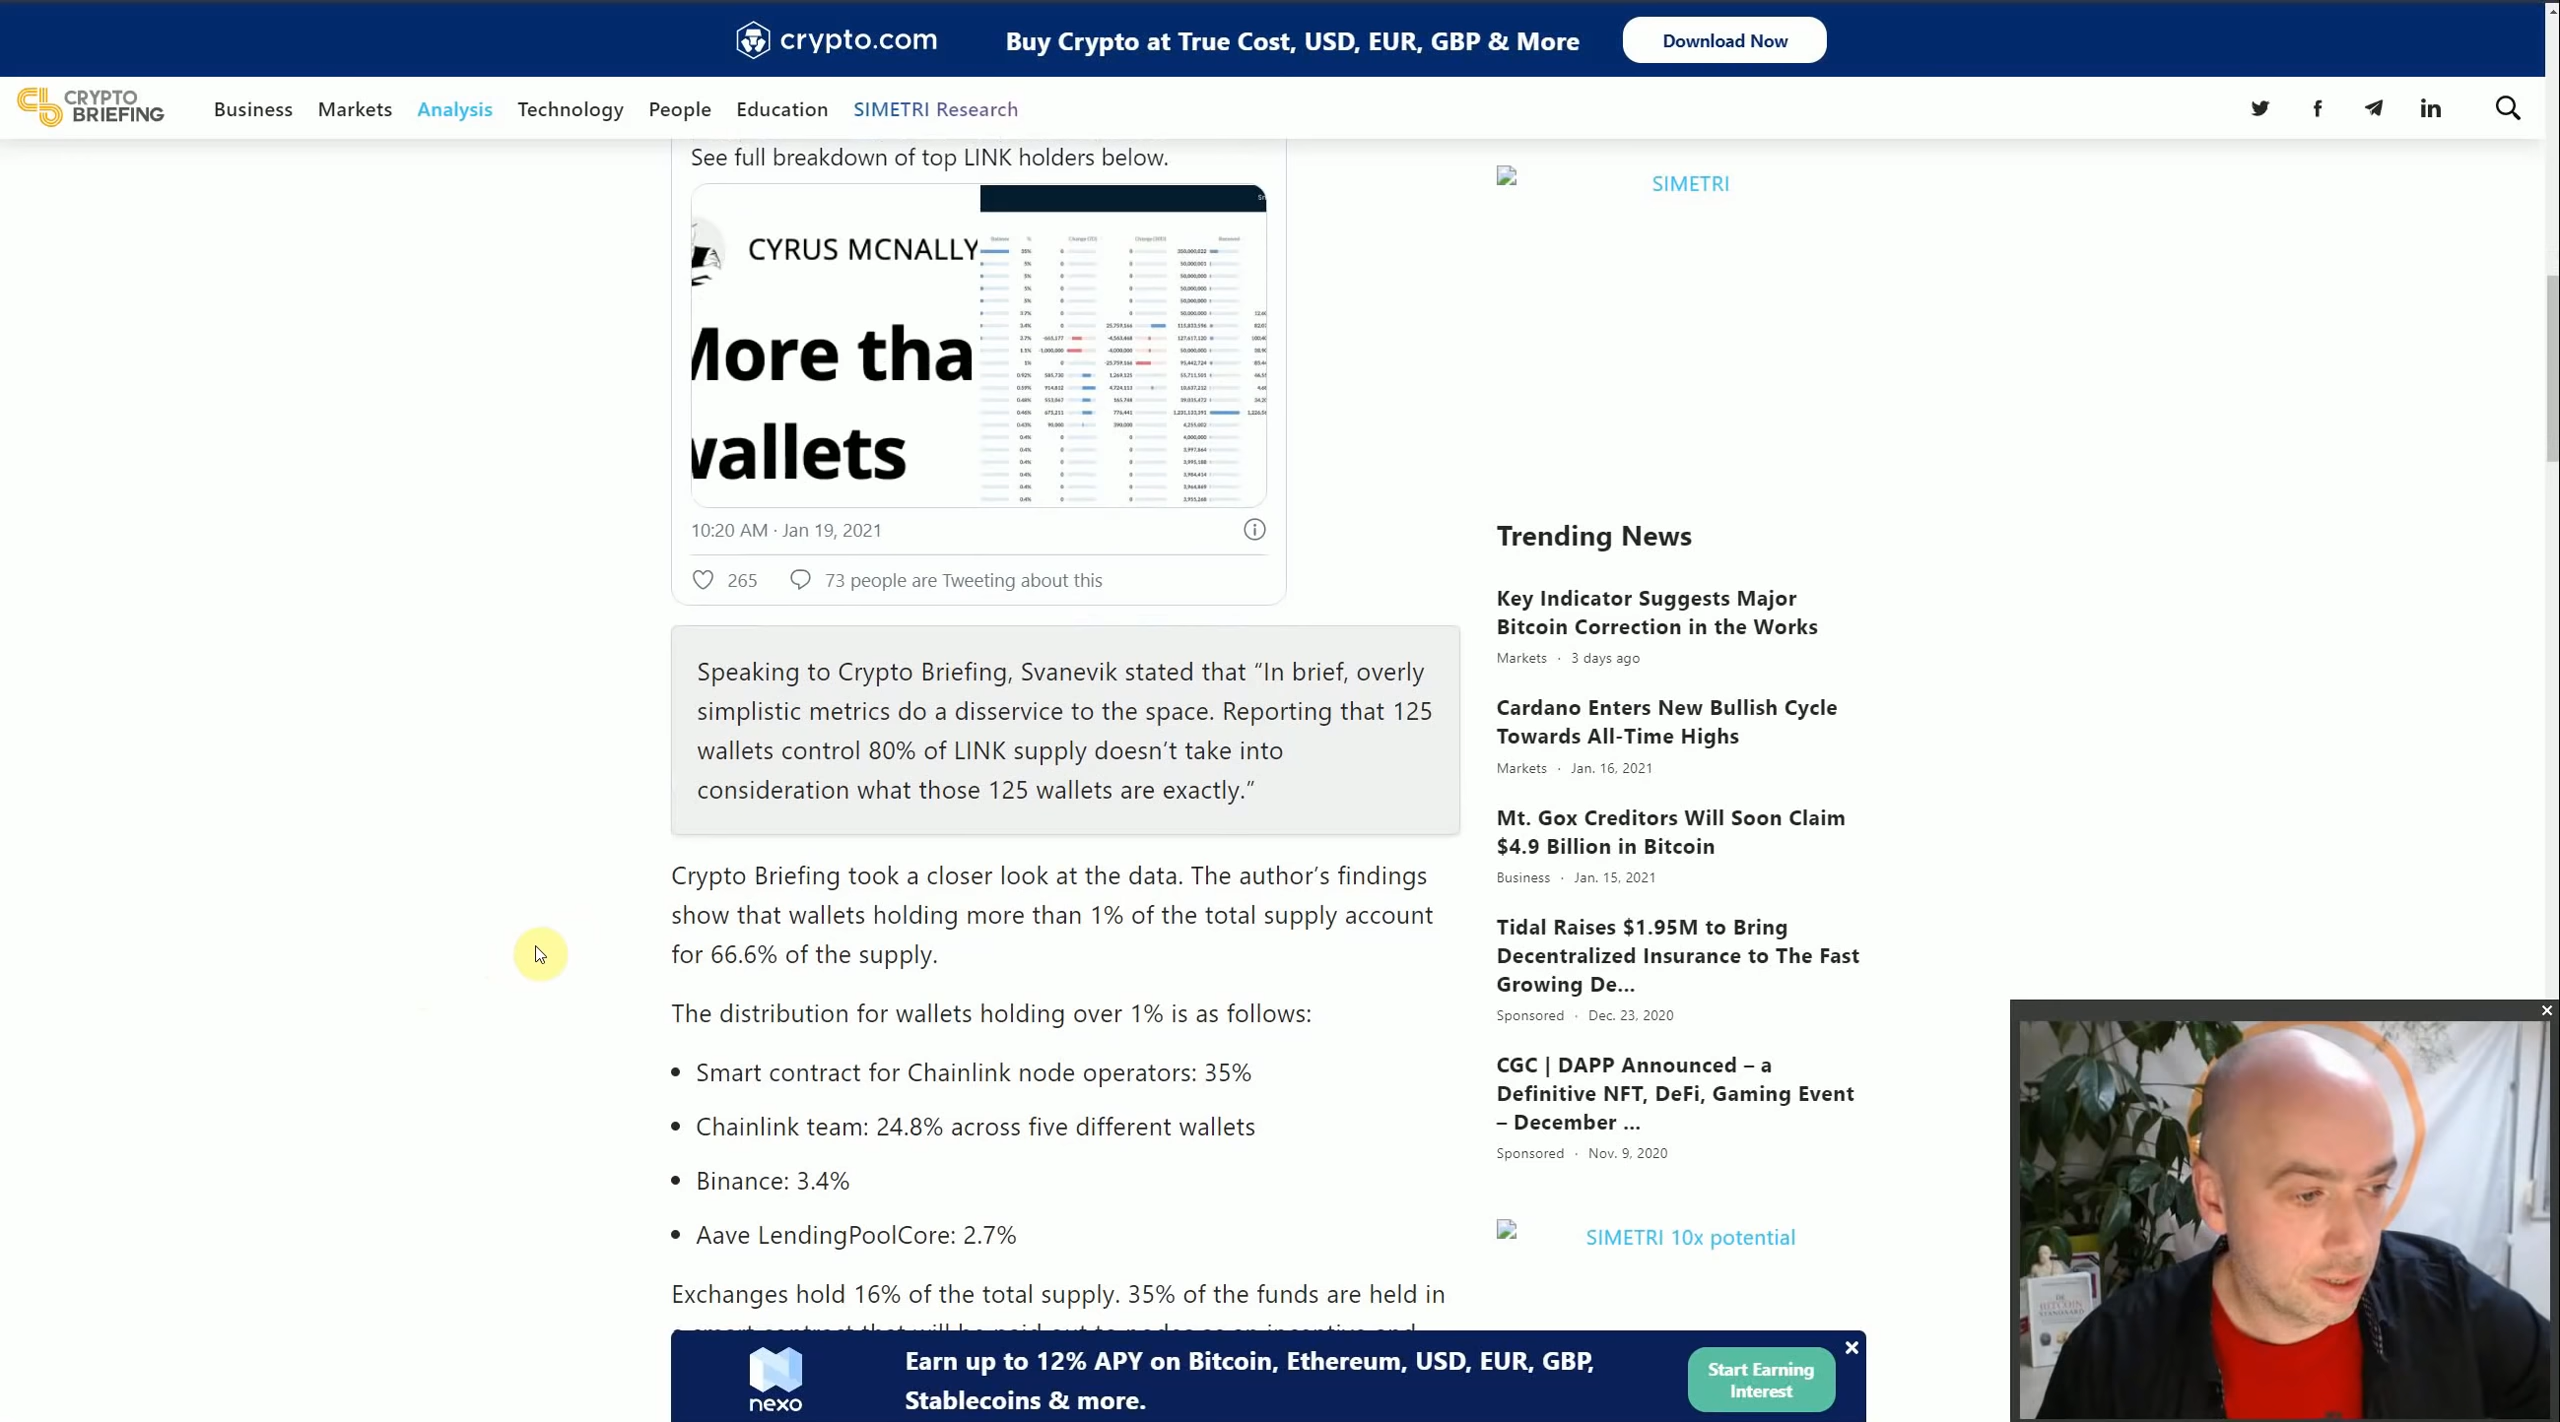 crypto.com
Buy Crypto at True Cost, USD, EUR, GBP & More
Download Now
CRYPTO
BRIEFING
Business
Markets
Analysis
Technology
People
Education
SIMETRI Research
See full breakdown of top LINK holders below.
CYRUS MCNALLY
More tha
wallets
10:20 AM · Jan 19, 2021
265
73 people are Tweeting about this
Speaking to Crypto Briefing, Svanevik stated that “In brief, overly
simplistic metrics do a disservice to the space. Reporting that 125
wallets control 80% of LINK supply doesn’t take into
consideration what those 125 wallets are exactly.”
Crypto Briefing took a closer look at the data. The author’s findings
show that wallets holding more than 1% of the total supply account
for 66.6% of the supply.
The distribution for wallets holding over 1% is as follows:
Smart contract for Chainlink node operators: 35%
Chainlink team: 24.8% across five different wallets
Binance: 3.4%
Aave LendingPoolCore: 2.7%
Exchanges hold 16% of the total supply. 35% of the funds are held in
SIMETRI
Trending News
Key Indicator Suggests Major
Bitcoin Correction in the Works
Markets · 3 days ago
Cardano Enters New Bullish Cycle
Towards All-Time Highs
Markets · Jan. 16, 2021
Mt. Gox Creditors Will Soon Claim
$4.9 Billion in Bitcoin
Business · Jan. 15, 2021
Tidal Raises $1.95M to Bring
Decentralized Insurance to The Fast
Growing De...
Sponsored · Dec. 23, 2020
CGC | DAPP Announced – a
Definitive NFT, DeFi, Gaming Event
– December ...
Sponsored · Nov. 9, 2020
SIMETRI 10x potential
nexo
Earn up to 12% APY on Bitcoin, Ethereum, USD, EUR, GBP,
Stablecoins & more.
Start Earning
Interest